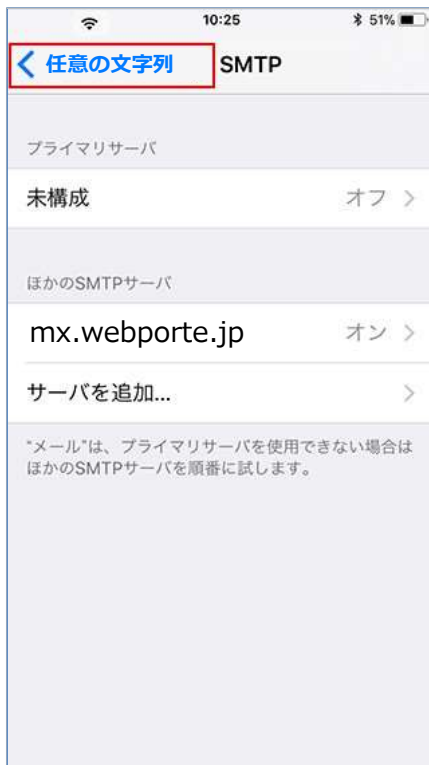 10:25 51%
任意の文字列 SMTP
プライマリサーバ
未構成 オフ
ほかのSMTPサーバ
mx.webporte.jp オン
サーバを追加...
“メール”は、プライマリサーバを使用できない場合は
ほかのSMTPサーバを順番に試します。